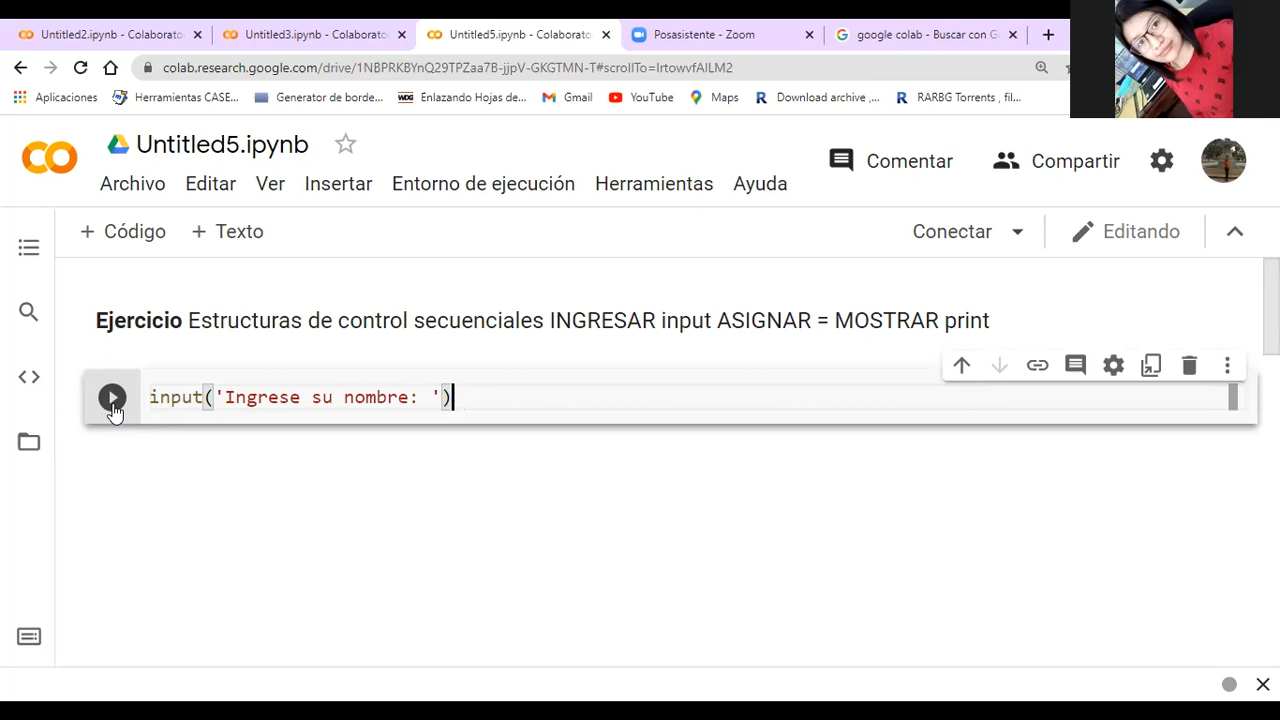 Untitled2.ipynb - Colaborato
Untitled3.ipynb - Colaborato
Untitled5.ipynb - Colaborato
Posasistente - Zoom
google colab - Buscar con G
colab.research.google.com/drive/1NBPRKBFnQ29TPZaa7B-jjpV-GKGTMN-T#scrollTo=IrtowvfAILM2
Aplicaciones
Herramientas CASE...
Generator de borde...
Enlazando Hojas de...
Gmail
YouTube
Maps
Download archive ,...
RARBG Torrents , fil...
Untitled5.ipynb
Comentar
Compartir
Archivo Editar Ver Insertar Entorno de ejecución Herramientas Ayuda
+ Código + Texto
Conectar
Editando
Ejercicio Estructuras de control secuenciales INGRESAR input ASIGNAR = MOSTRAR print
input('Ingrese su nombre: ')